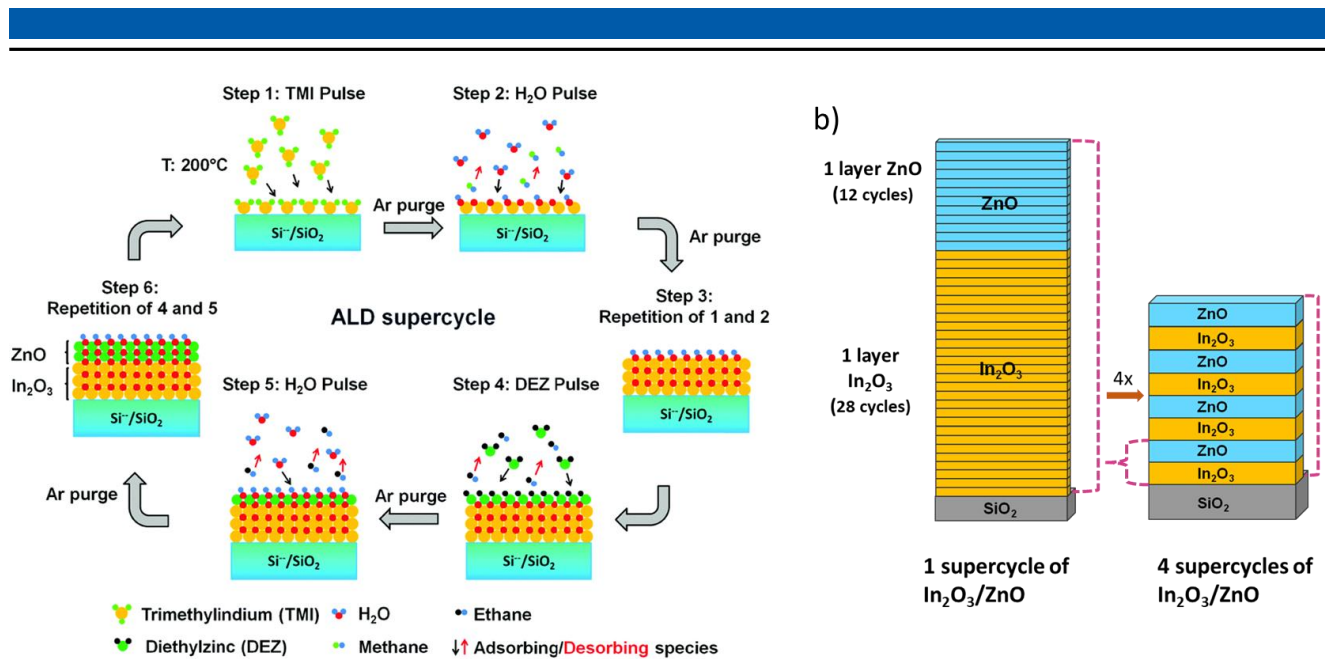 Step 1: TMI Pulse
Step 2: H₂O Pulse
T: 200°C
Ar purge
Si⁻⁻/SiO₂
Si⁻⁻/SiO₂
Ar purge
Step 3:
Repetition of 1 and 2
Step 6:
Repetition of 4 and 5
ALD supercycle
ZnO
In₂O₃
Si⁻⁻/SiO₂
Si⁻⁻/SiO₂
Step 5: H₂O Pulse
Step 4: DEZ Pulse
Ar purge
Ar purge
Si⁻⁻/SiO₂
Si⁻⁻/SiO₂
Trimethylindium (TMI)
H₂O
Ethane
Diethylzinc (DEZ)
Methane
Adsorbing/Desorbing species
b)
1 layer ZnO
(12 cycles)
ZnO
1 layer
In₂O₃
(28 cycles)
In₂O₃
SiO₂
4x
ZnO
In₂O₃
ZnO
In₂O₃
ZnO
In₂O₃
ZnO
In₂O₃
SiO₂
1 supercycle of
In₂O₃/ZnO
4 supercycles of
In₂O₃/ZnO